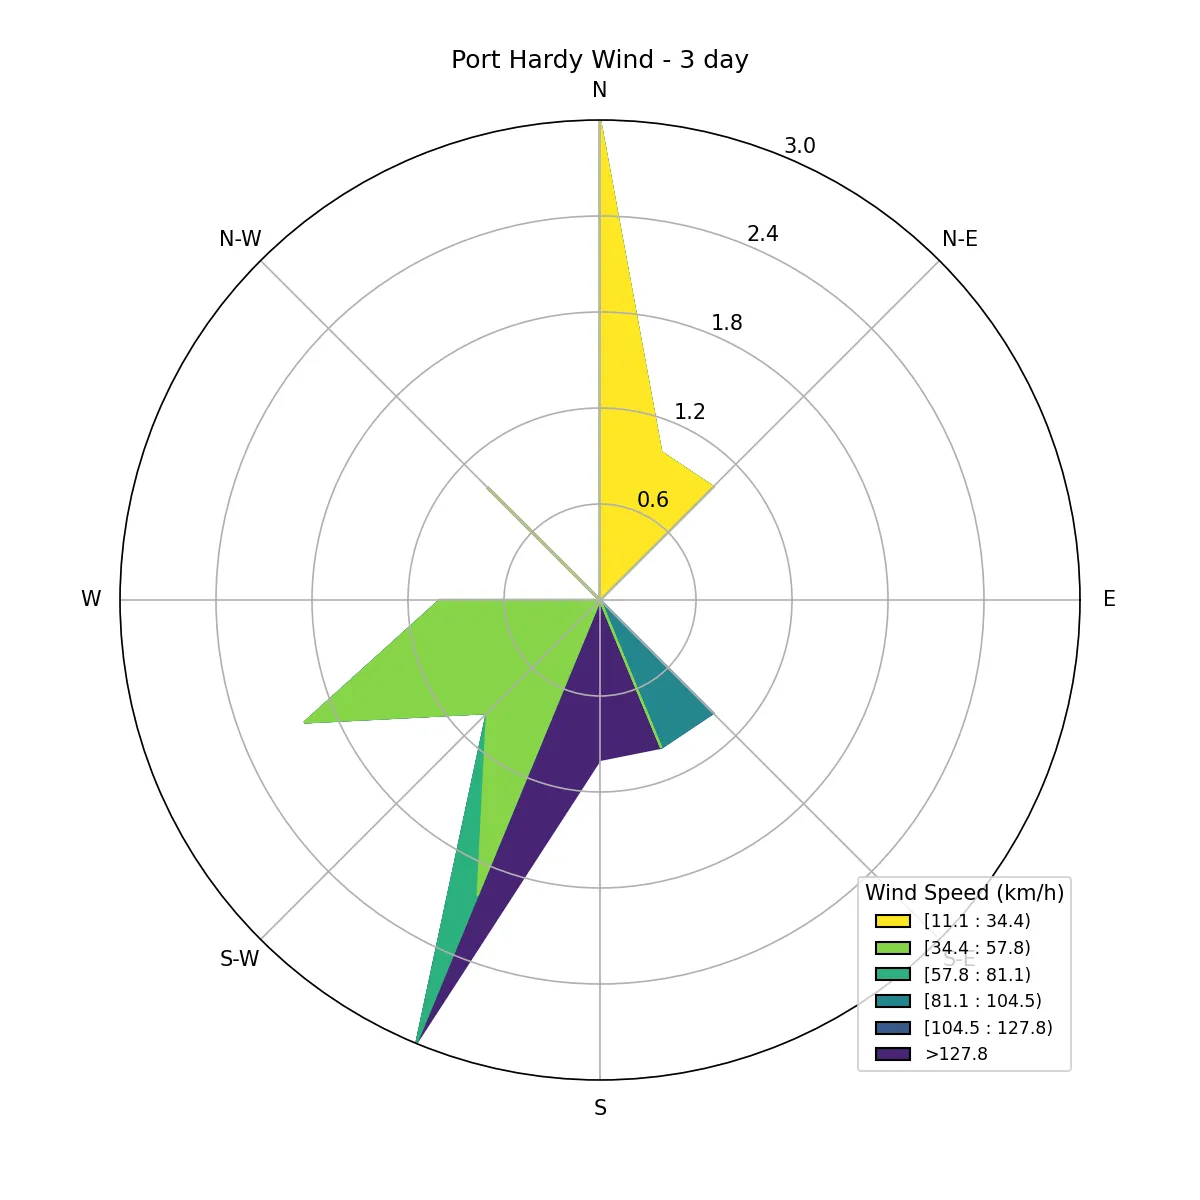 Port Hardy Wind - 3 day
N
3.0
N-W
2.4
N-E
1.8
1.2
0.6
W
E
S-W
S-E
S
Wind Speed (km/h)
[11.1 : 34.4)
[34.4 : 57.8)
[57.8 : 81.1)
[81.1 : 104.5)
[104.5 : 127.8)
>127.8